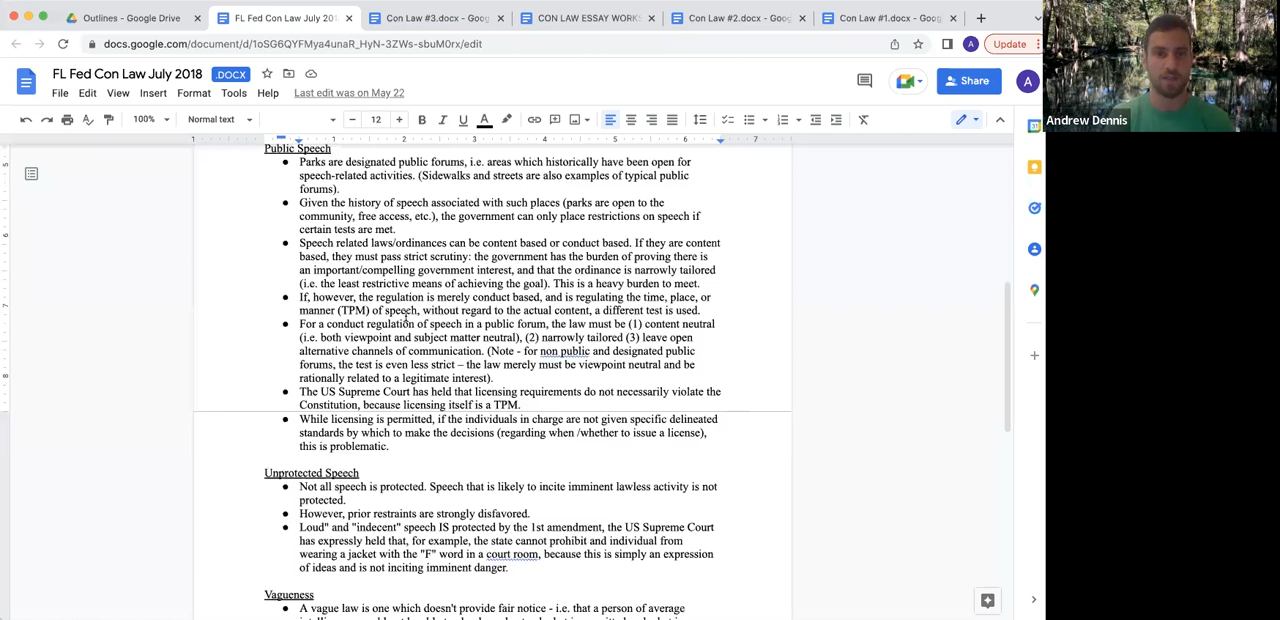 Outlines - Google Drive
FL Fed Con Law July 201
Con Law #3.docx - Goog
CON LAW ESSAY WORK
Con Law #2.docx - Goog
Con Law #1.docx - Goog
docs.google.com/document/d/1oSG6QYFMya4unaR_HyN-3ZWs-sbuM0rx/edit
A
Update
FL Fed Con Law July 2018
.DOCX
File Edit View Insert Format Tools Help Last edit was on May 22
Share
A
Andrew Dennis
100% Normal text 12 B I U A
1 1 2 3 4 5 6 7
5
6
7
8
Public Speech
● Parks are designated public forums, i.e. areas which historically have been open for
speech-related activities. (Sidewalks and streets are also examples of typical public
forums).
● Given the history of speech associated with such places (parks are open to the
community, free access, etc.), the government can only place restrictions on speech if
certain tests are met.
● Speech related laws/ordinances can be content based or conduct based. If they are content
based, they must pass strict scrutiny: the government has the burden of proving there is
an important/compelling government interest, and that the ordinance is narrowly tailored
(i.e. the least restrictive means of achieving the goal). This is a heavy burden to meet.
● If, however, the regulation is merely conduct based, and is regulating the time, place, or
manner (TPM) of speech, without regard to the actual content, a different test is used.
● For a conduct regulation of speech in a public forum, the law must be (1) content neutral
(i.e. both viewpoint and subject matter neutral), (2) narrowly tailored (3) leave open
alternative channels of communication. (Note - for non public and designated public
forums, the test is even less strict – the law merely must be viewpoint neutral and be
rationally related to a legitimate interest).
● The US Supreme Court has held that licensing requirements do not necessarily violate the
Constitution, because licensing itself is a TPM.
● While licensing is permitted, if the individuals in charge are not given specific delineated
standards by which to make the decisions (regarding when /whether to issue a license),
this is problematic.
Unprotected Speech
● Not all speech is protected. Speech that is likely to incite imminent lawless activity is not
protected.
● However, prior restraints are strongly disfavored.
● Loud" and "indecent" speech IS protected by the 1st amendment, the US Supreme Court
has expressly held that, for example, the state cannot prohibit and individual from
wearing a jacket with the "F" word in a court room, because this is simply an expression
of ideas and is not inciting imminent danger.
Vagueness
● A vague law is one which doesn't provide fair notice - i.e. that a person of average